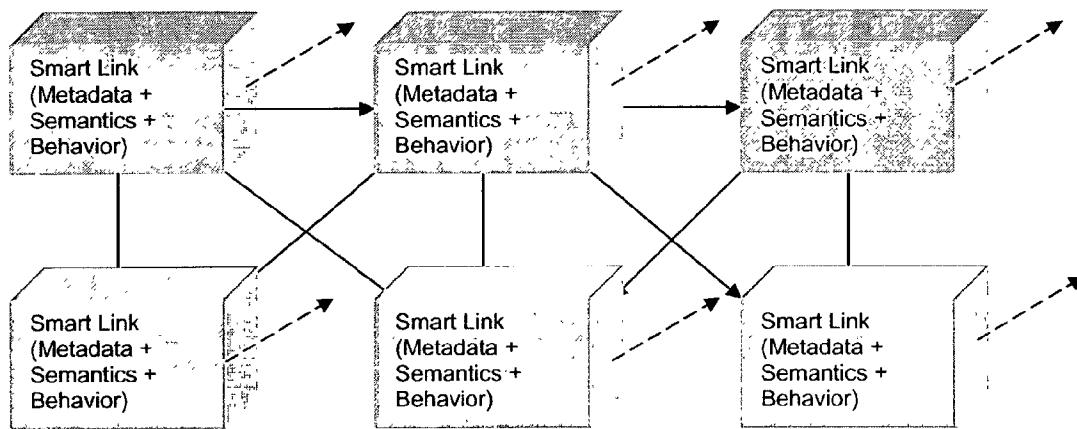 Smart Link
(Metadata +
Semantics +
Behavior)
Smart Link
(Metadata +
Semantics +
Behavior)
Smart Link
(Metadata +
Semantics +
Behavior)
Smart Link
(Metadata +
Semantics +
Behavior)
Smart Link
(Metadata +
Semantics +
Behavior)
Smart Link
(Metadata +
Semantics +
Behavior)